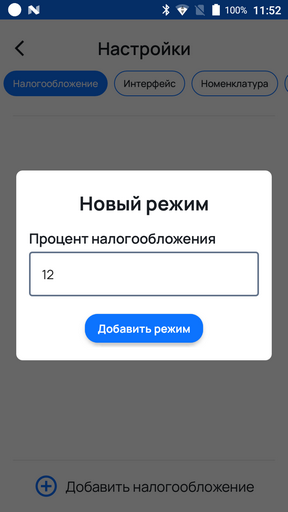 100% 11:52
Настройки
Налогообложение Интерфейс Номенклатура
Новый режим
Процент налогообложения
12
Добавить режим
Добавить налогообложение